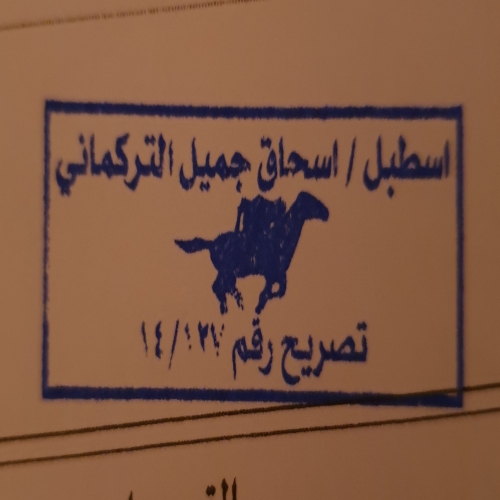 اسطبل / اسحاق جميل التركماني
تصريح رقم ١٤/١٢٧